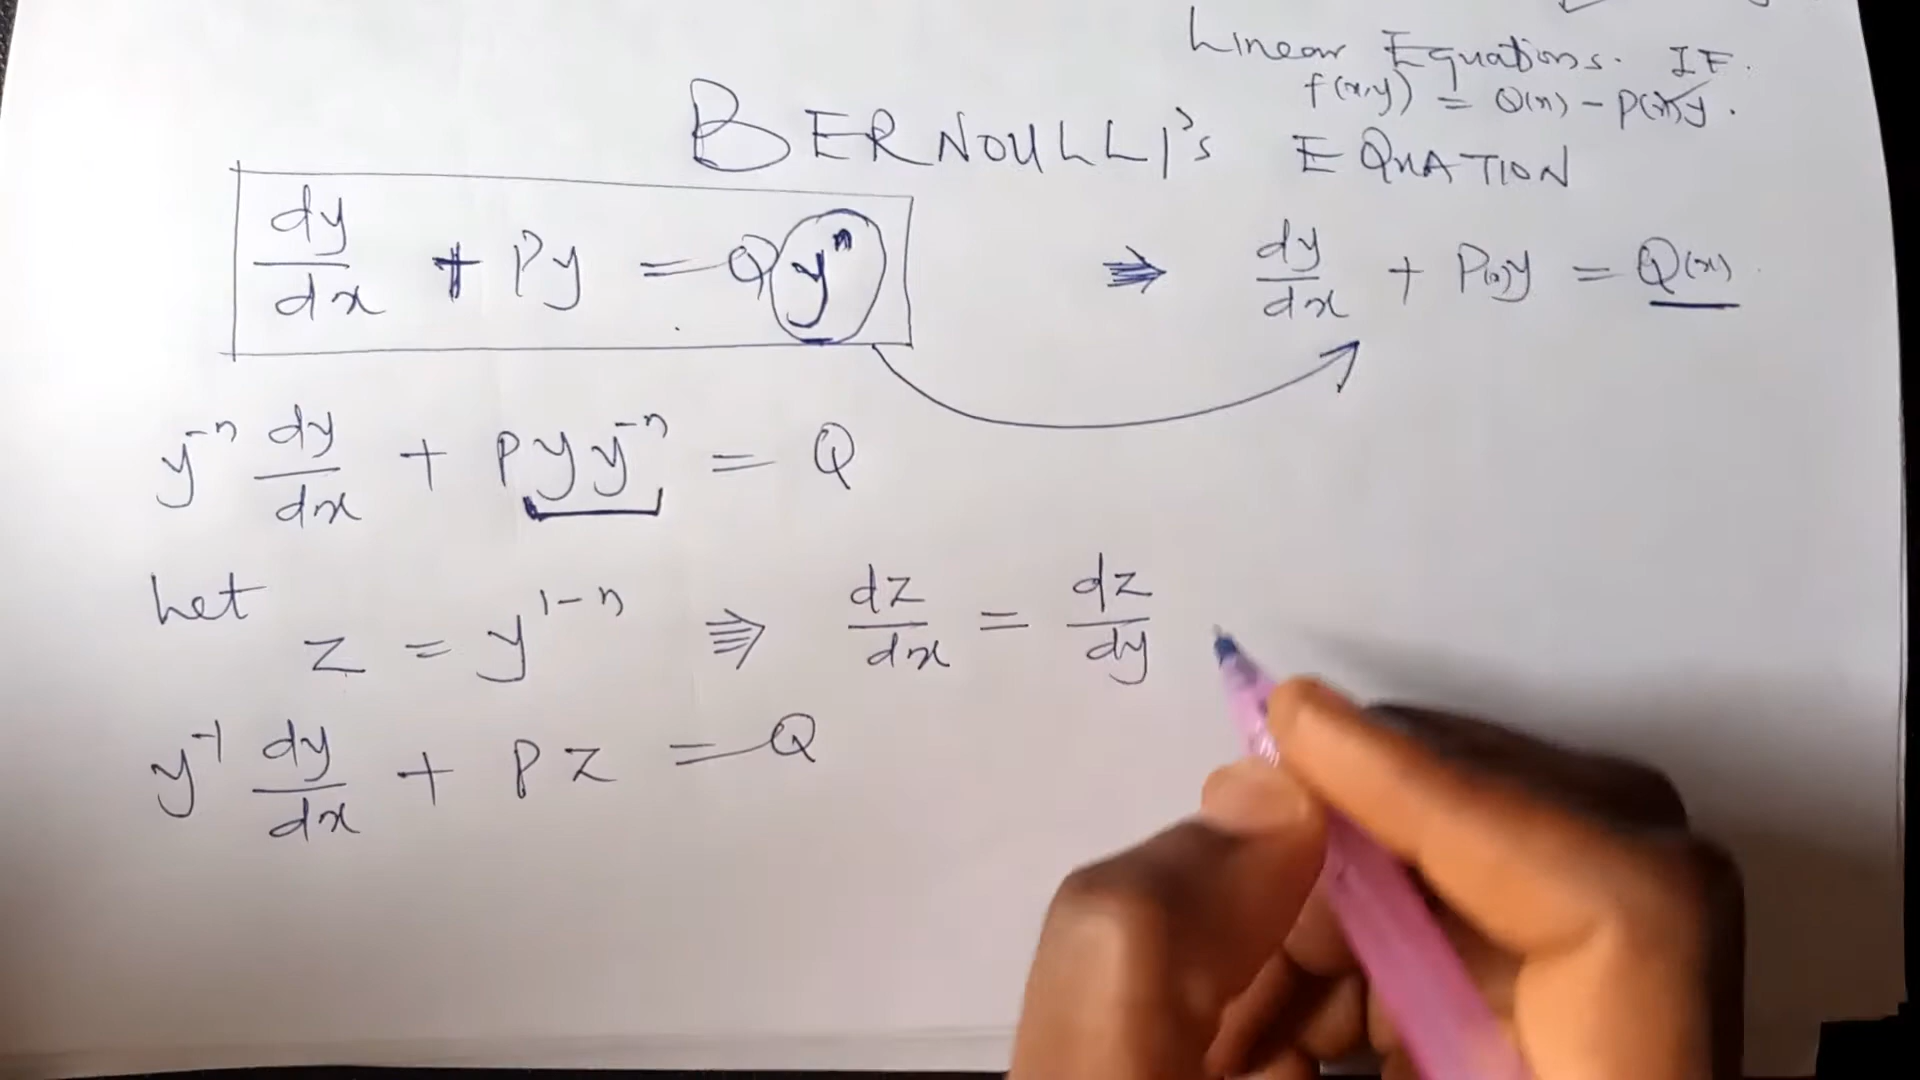 Linear Equations. IF.
f(x,y) = Q(x) - P(x)y.
BERNOULLI's EQUATION
dy/dx + Py = Qyⁿ ⇒ dy/dx + P(x)y = Q(x)
y⁻ⁿ dy/dx + Pyy⁻ⁿ = Q
Let
z = y¹⁻ⁿ ⇒ dz/dx = dz/dy
y⁻¹ dy/dx + Pz = Q